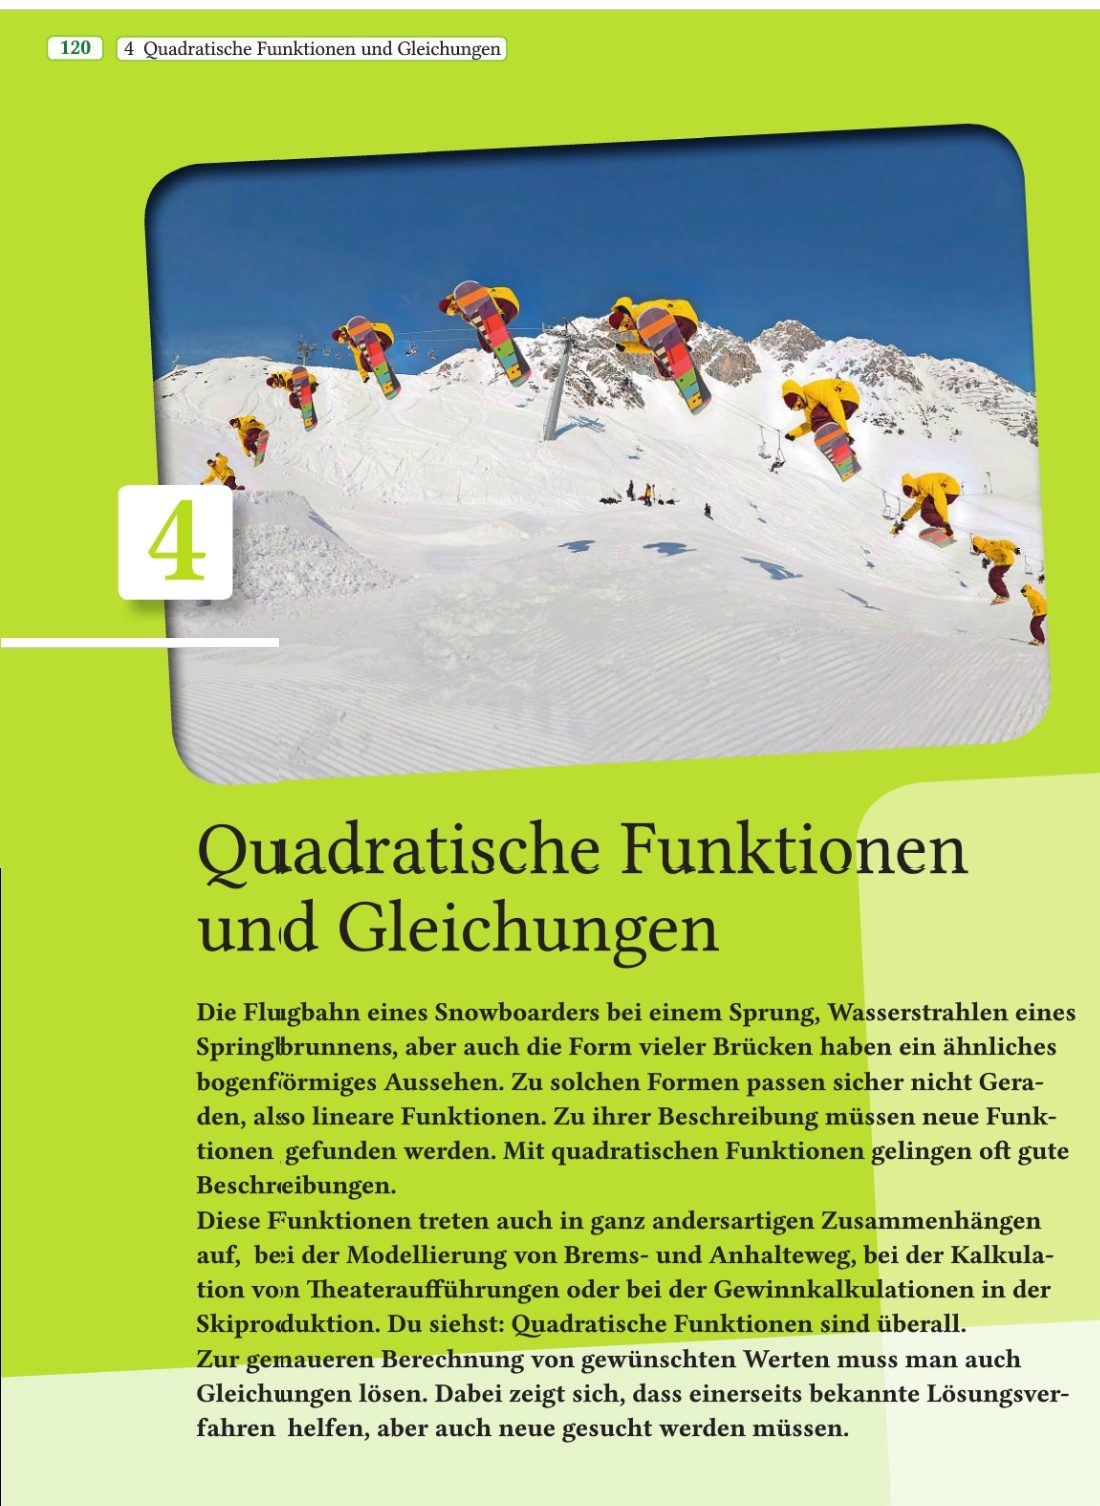 120
4 Quadratische Funktionen und Gleichungen
4
Quadratische Funktionen
und Gleichungen
Die Flugbahn eines Snowboarders bei einem Sprung, Wasserstrahlen eines
Springbrunnens, aber auch die Form vieler Brücken haben ein ähnliches
bogenförmiges Aussehen. Zu solchen Formen passen sicher nicht Gera-
den, also lineare Funktionen. Zu ihrer Beschreibung müssen neue Funk-
tionen gefunden werden. Mit quadratischen Funktionen gelingen oft gute
Beschreibungen.
Diese Funktionen treten auch in ganz andersartigen Zusammenhängen
auf, bei der Modellierung von Brems- und Anhalteweg, bei der Kalkula-
tion von Theateraufführungen oder bei der Gewinnkalkulationen in der
Skiproduktion. Du siehst: Quadratische Funktionen sind überall.
Zur genaueren Berechnung von gewünschten Werten muss man auch
Gleichungen lösen. Dabei zeigt sich, dass einerseits bekannte Lösungsver-
fahren helfen, aber auch neue gesucht werden müssen.